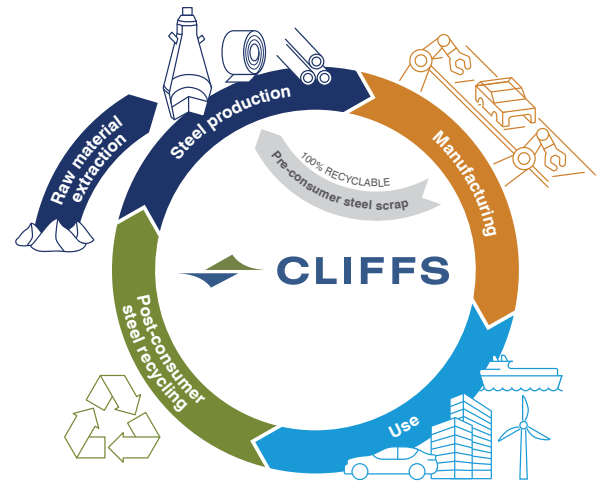 Raw material
extraction
Steel production
Manufacturing
100% RECYCLABLE
Pre-consumer steel scrap
CLIFFS
Post-consumer
steel recycling
Use